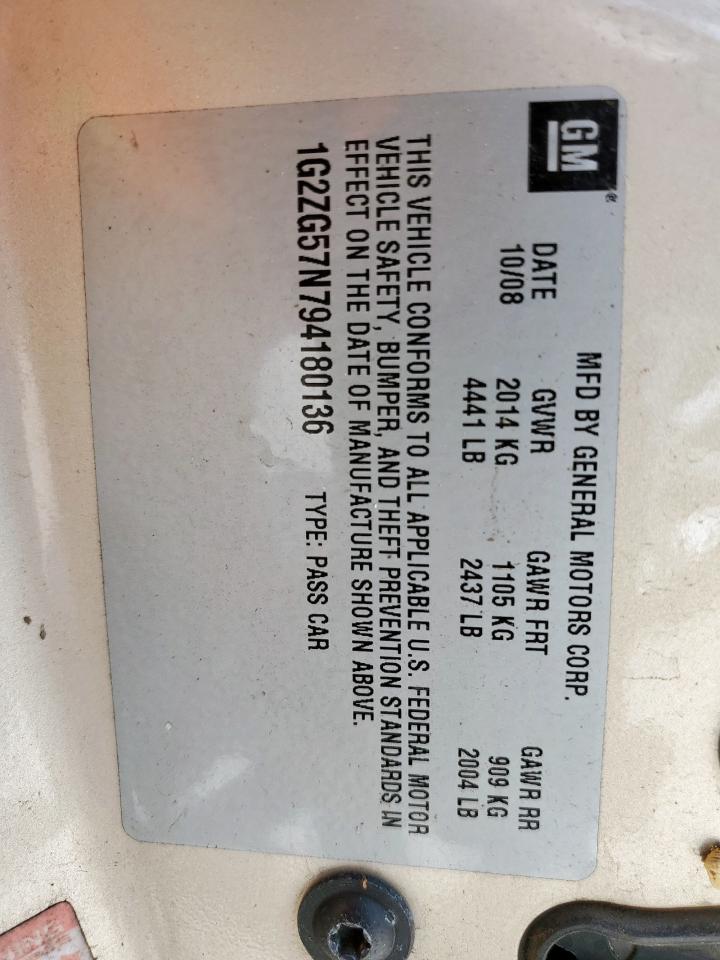 GM®
MFD BY GENERAL MOTORS CORP.
DATE GVWR GAWR FRT GAWR RR
10/08 2014 KG 1105 KG 909 KG
4441 LB 2437 LB 2004 LB
THIS VEHICLE CONFORMS TO ALL APPLICABLE U.S. FEDERAL MOTOR
VEHICLE SAFETY, BUMPER, AND THEFT PREVENTION STANDARDS IN
EFFECT ON THE DATE OF MANUFACTURE SHOWN ABOVE.
1G2ZG57N794180136 TYPE: PASS CAR